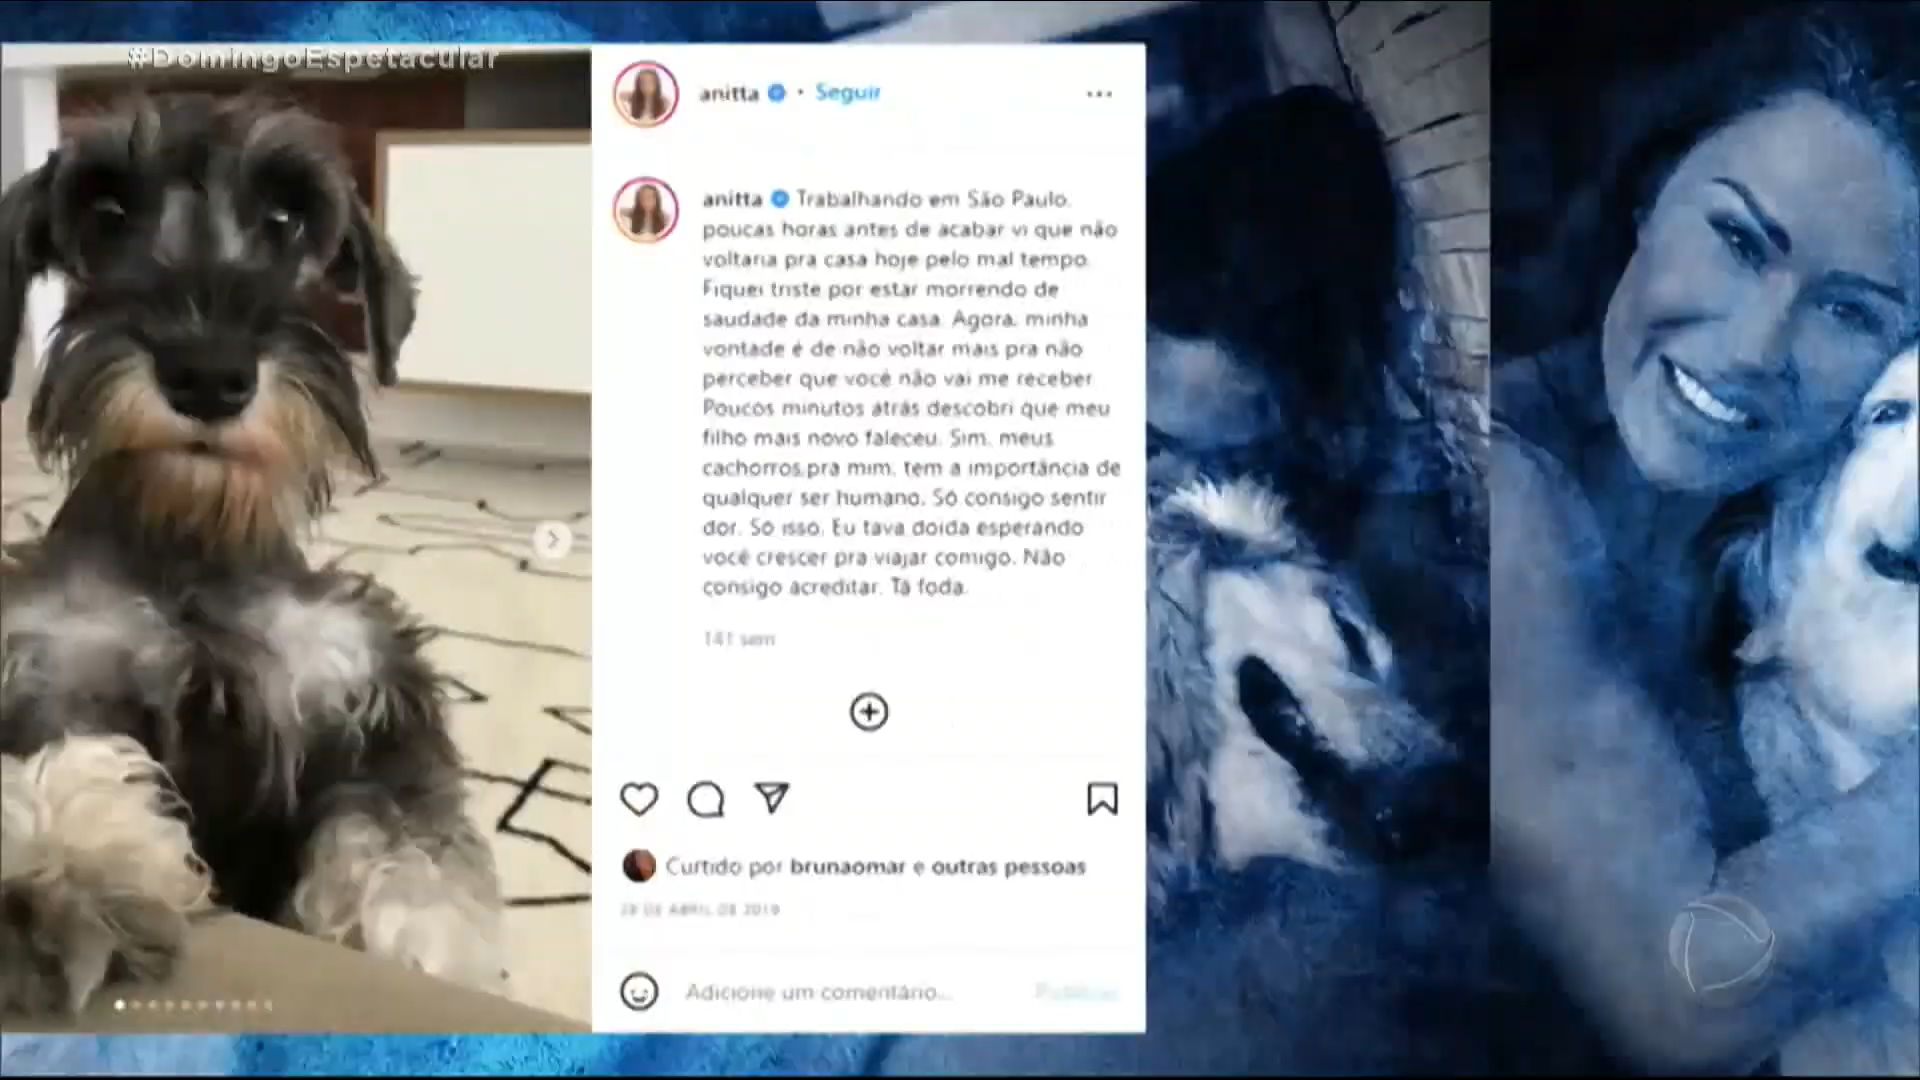 #DomingoEspetacular
anitta • Seguir
anitta Trabalhando em São Paulo,
poucas horas antes de acabar vi que não
voltaria pra casa hoje pelo mal tempo.
Fiquei triste por estar morrendo de
saudade da minha casa. Agora, minha
vontade é de não voltar mais pra não
perceber que você não vai me receber.
Poucos minutos atrás descobri que meu
filho mais novo faleceu. Sim, meus
cachorros,pra mim, tem a importância de
qualquer ser humano. Só consigo sentir
dor. Só isso. Eu tava doida esperando
você crescer pra viajar comigo. Não
consigo acreditar. Tá foda.
141 sem
Curtido por brunaomar e outras pessoas
DE ABRIL DE 2019
Adicione um comentário...
Publicar